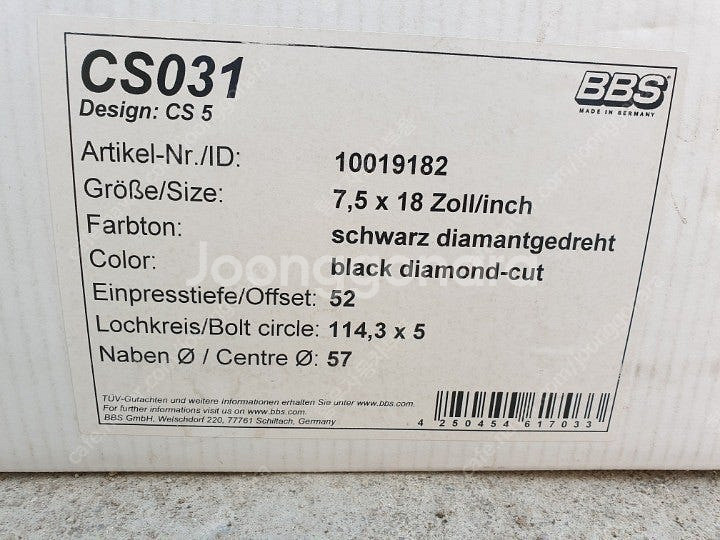 CS031
Design: CS 5
BBS
MADE IN GERMANY
Artikel-Nr./ID: 10019182
Größe/Size: 7,5 x 18 Zoll/inch
Farbton: schwarz diamantgedreht
Color: black diamond-cut
Einpresstiefe/Offset: 52
Lochkreis/Bolt circle: 114,3 x 5
Naben Ø / Centre Ø: 57
TÜV-Gutachten und weitere Informationen erhalten Sie unter www.bbs.com.
For further informations visit us on www.bbs.com.
BBS GmbH, Welschdorf 220, 77761 Schiltach, Germany
4 250454 617033
Joonggonara